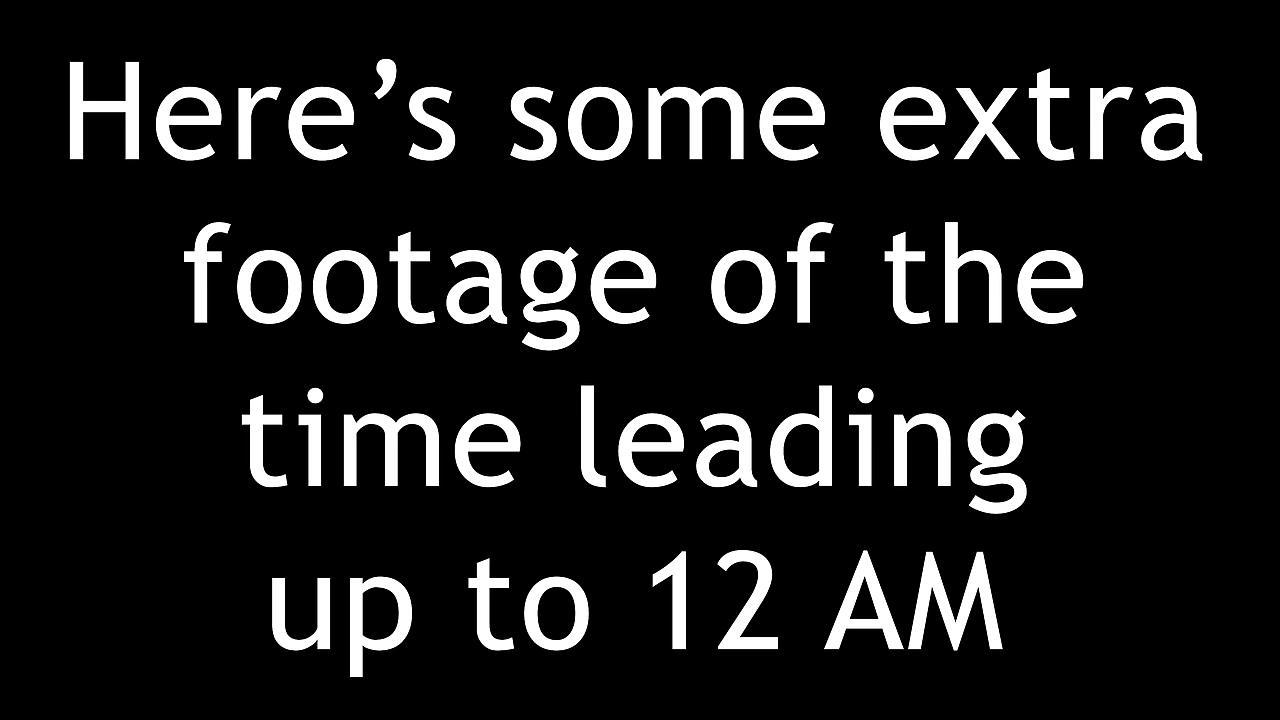 Here’s some extra
footage of the
time leading
up to 12 AM